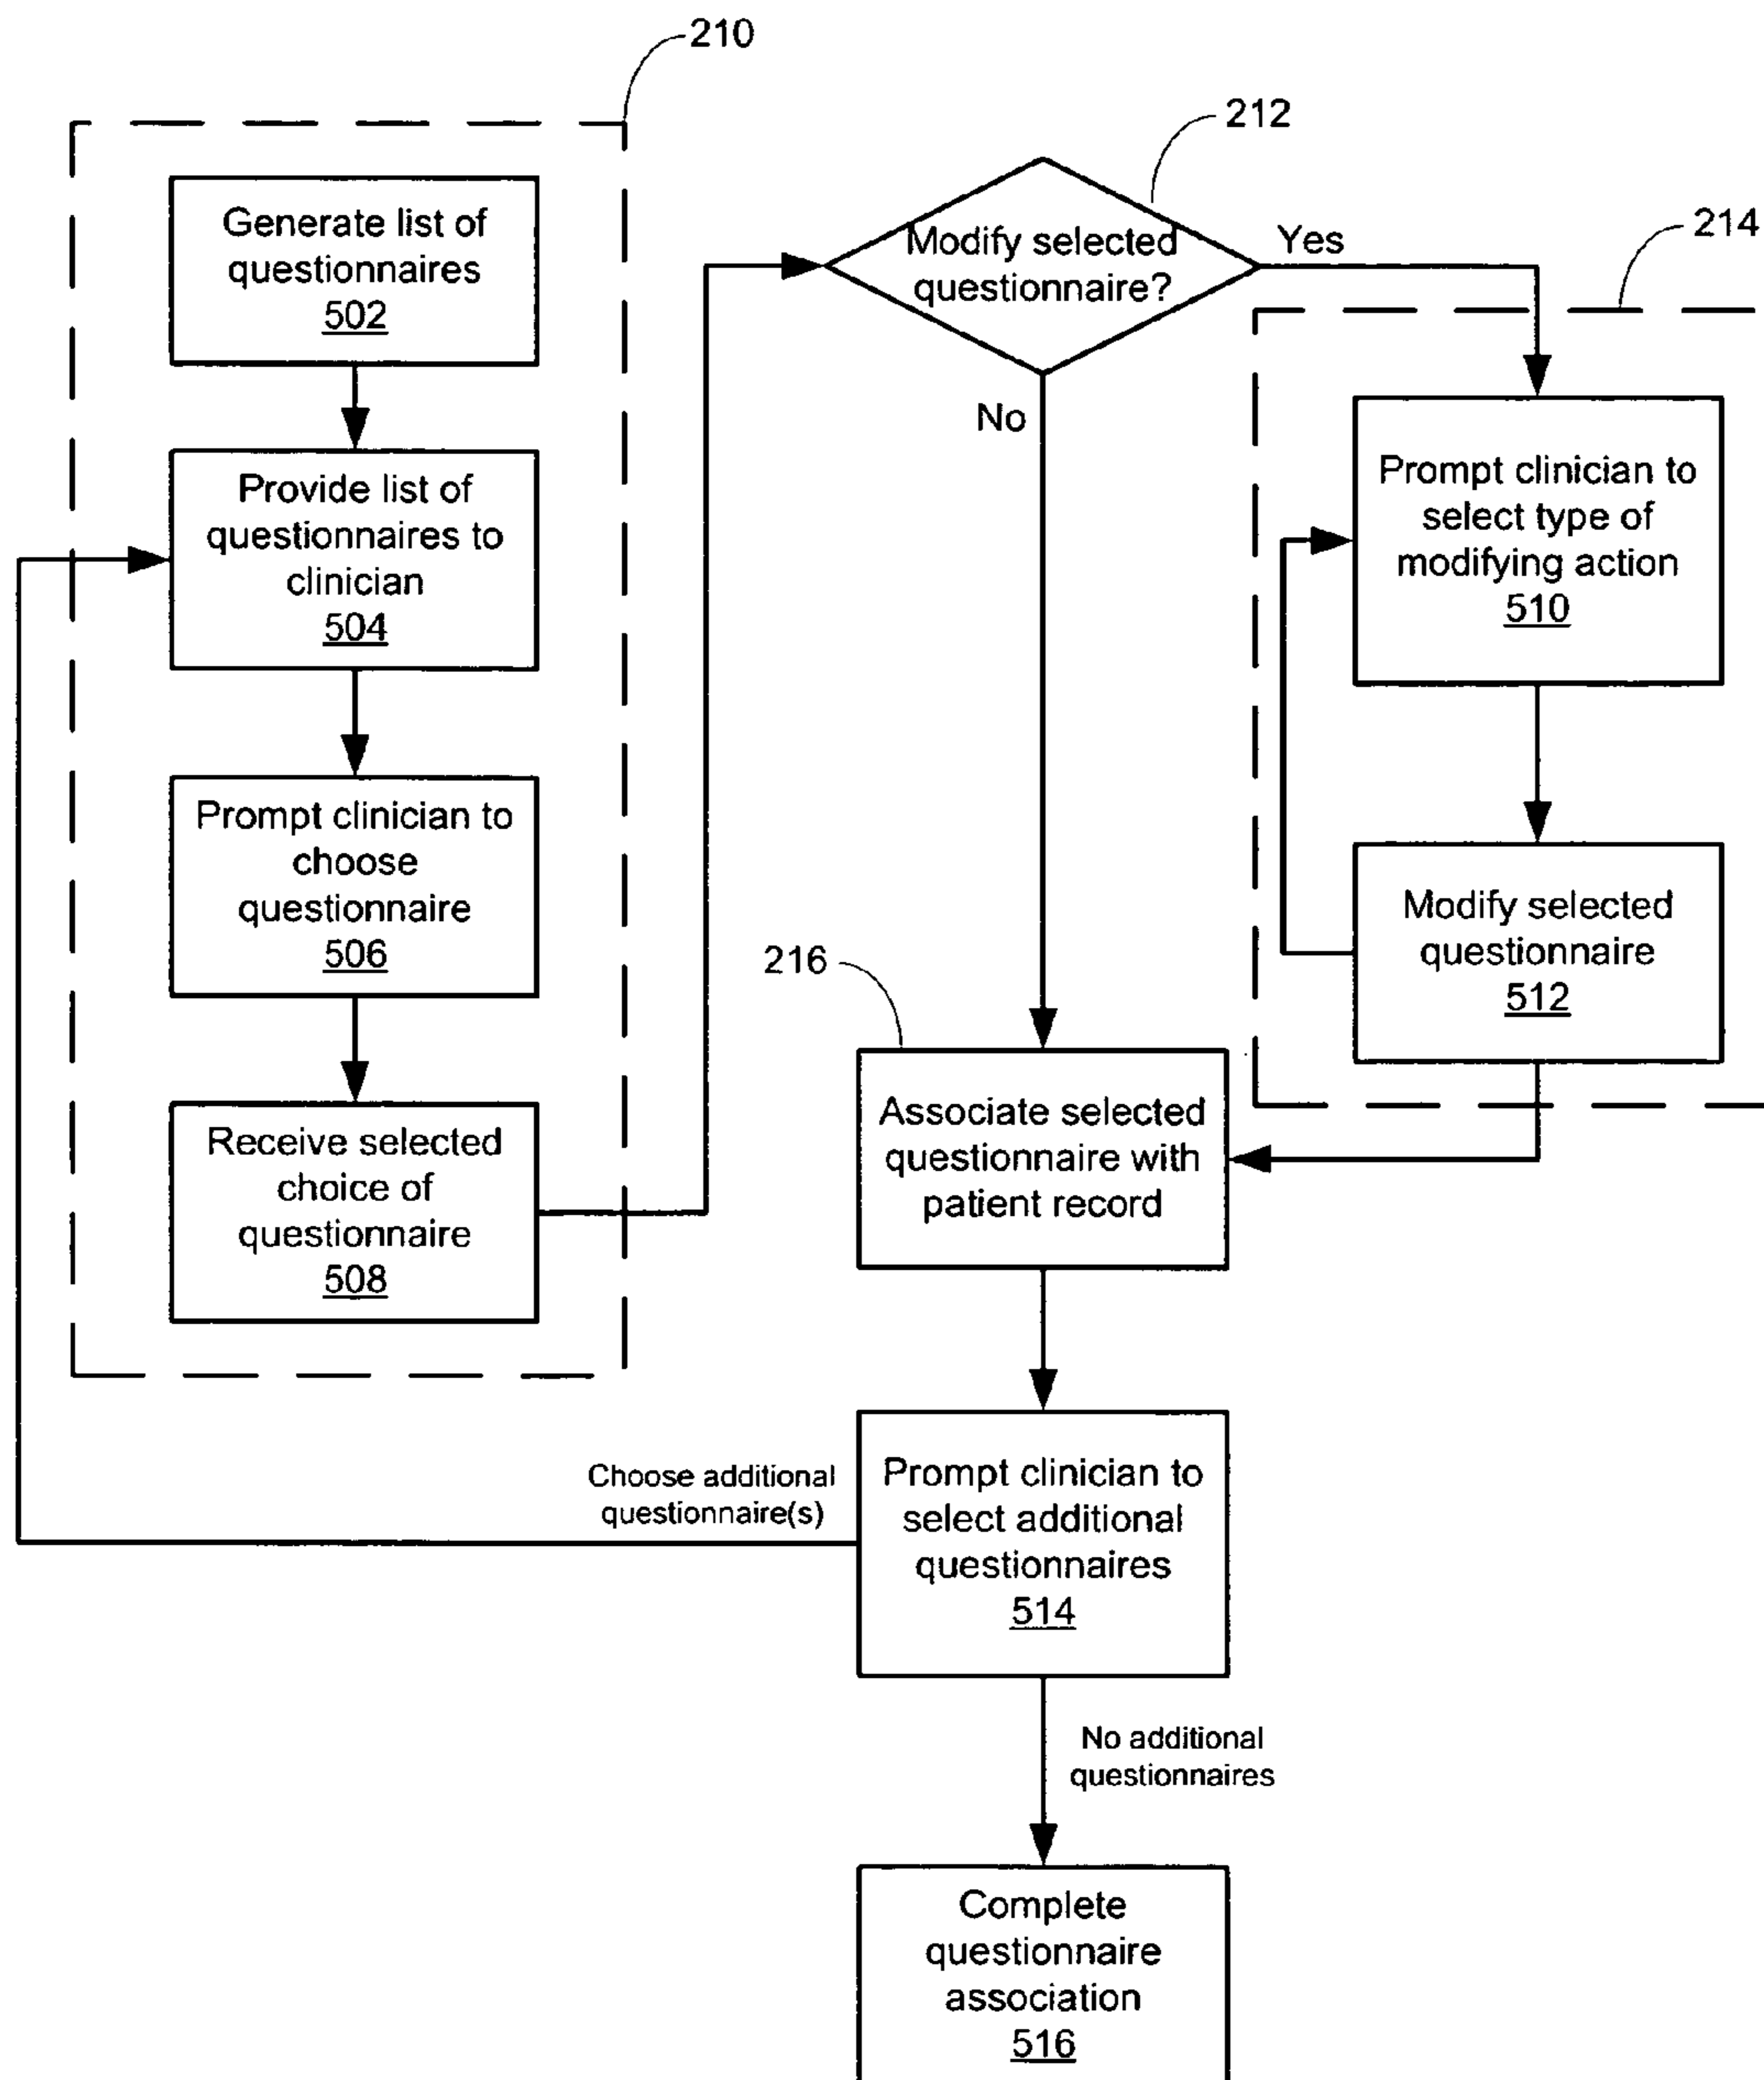 210
Generate list of
questionnaires
502
Provide list of
questionnaires to
clinician
504
Prompt clinician to
choose
questionnaire
506
Receive selected
choice of
questionnaire
508
212
Modify selected
questionnaire?
Yes
No
214
Prompt clinician to
select type of
modifying action
510
Modify selected
questionnaire
512
216
Associate selected
questionnaire with
patient record
Choose additional
questionnaire(s)
Prompt clinician to
select additional
questionnaires
514
No additional
questionnaires
Complete
questionnaire
association
516